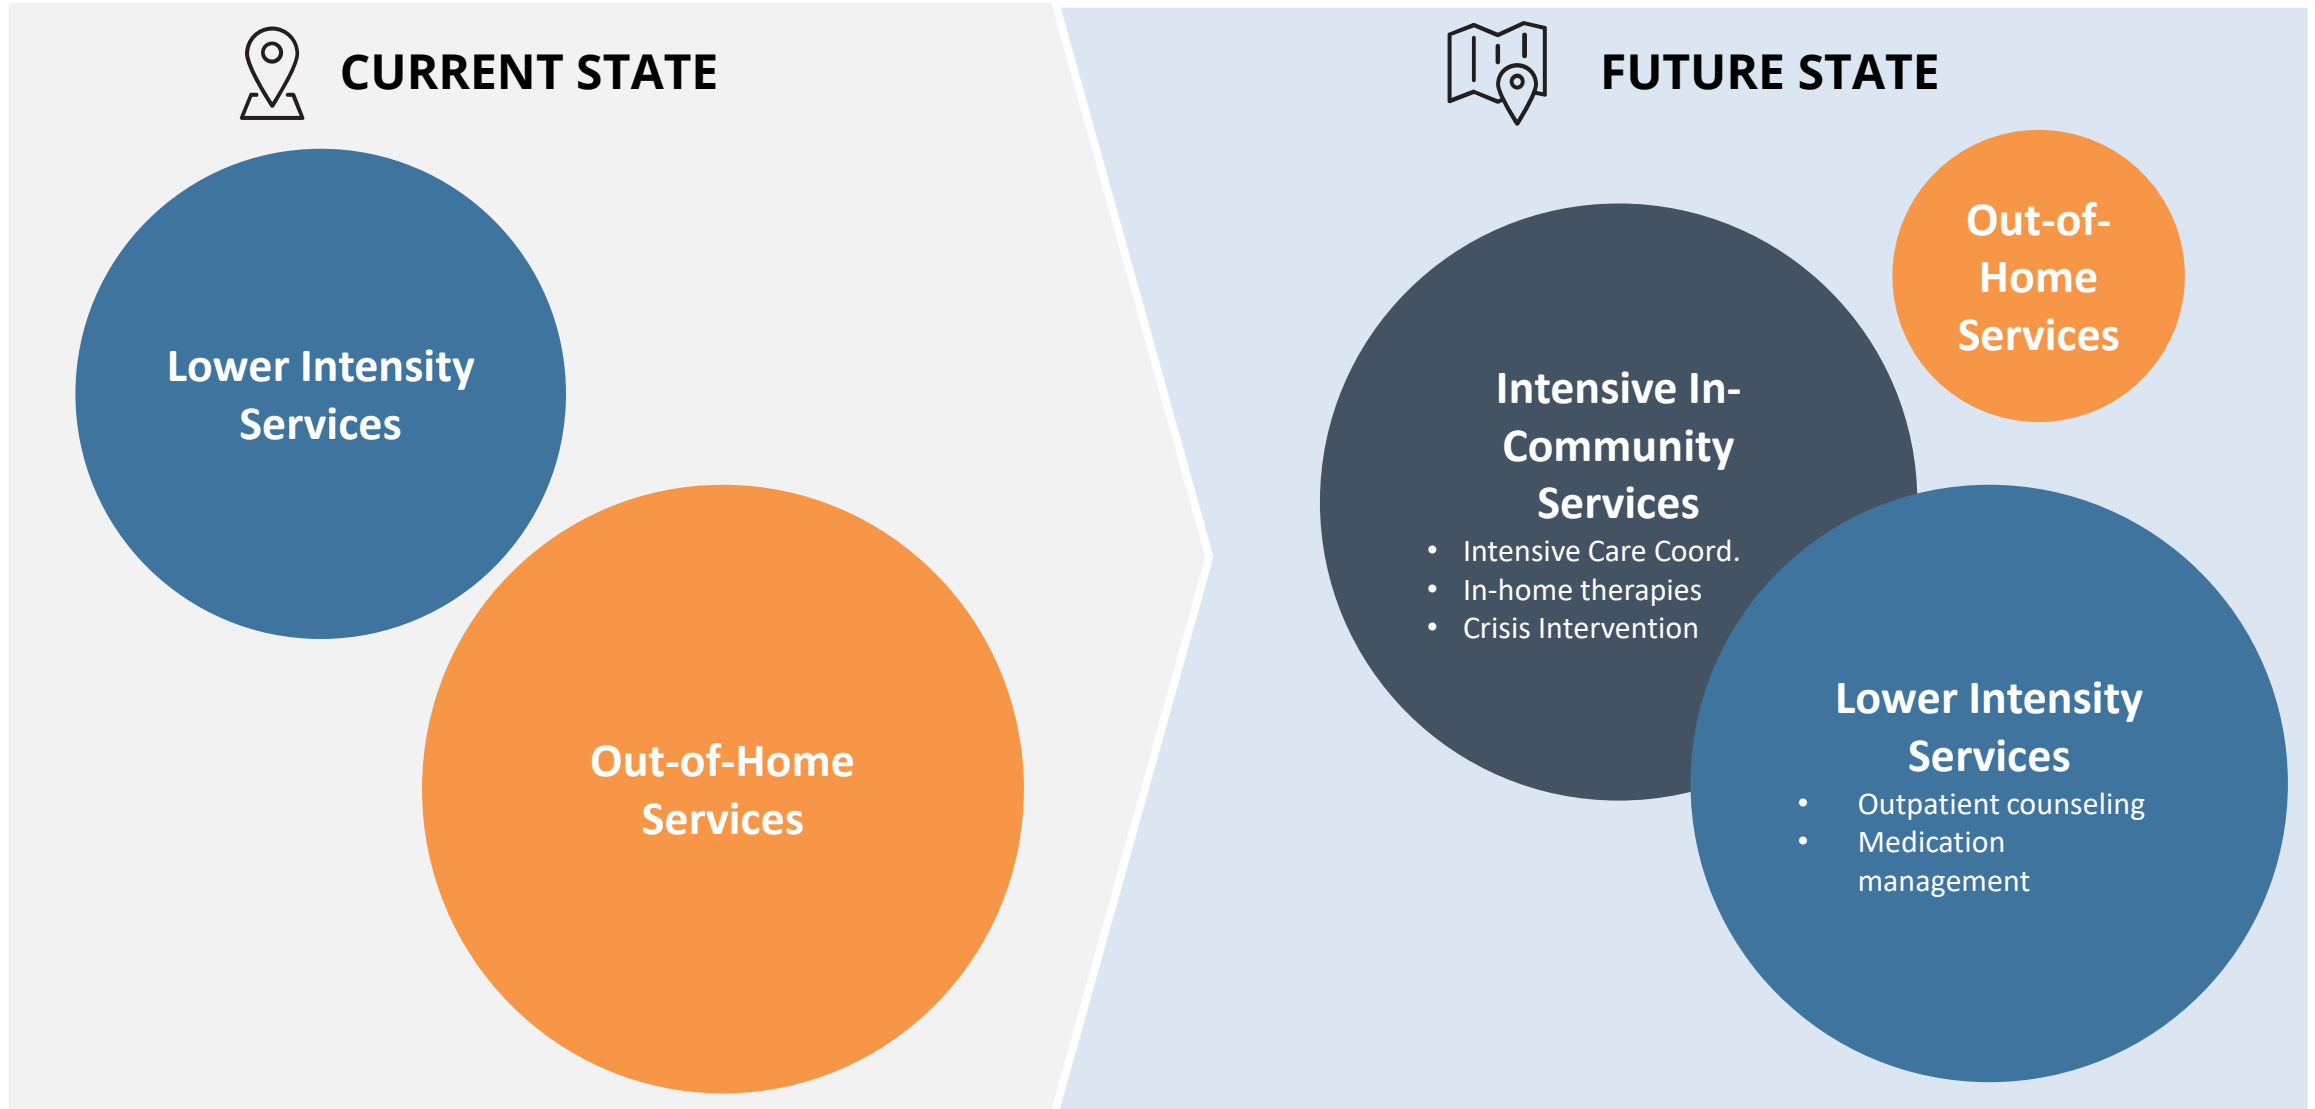 CURRENT STATE
Lower Intensity
Services
Out-of-Home
Services
FUTURE STATE
Out-of-
Home
Services
Intensive In-
Community
Services
• Intensive Care Coord.
• In-home therapies
• Crisis Intervention
Lower Intensity
Services
• Outpatient counseling
• Medication
management